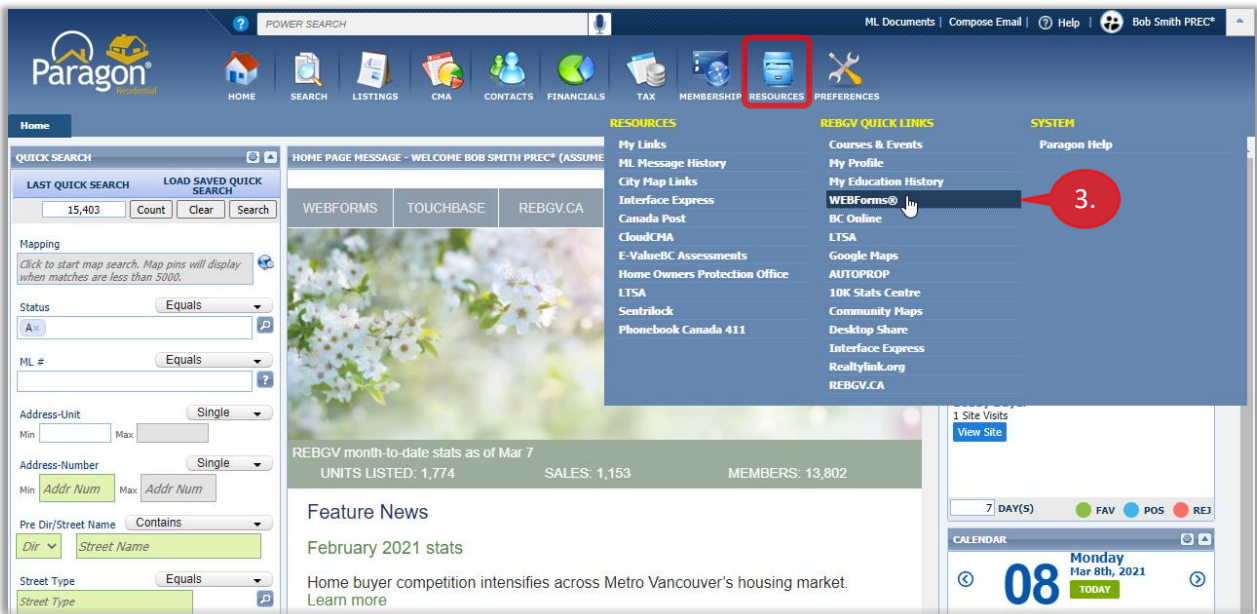 POWER SEARCH
ML Documents | Compose Email | Help | Bob Smith PREC*
Paragon®
Residential
HOME
SEARCH
LISTINGS
CMA
CONTACTS
FINANCIALS
TAX
MEMBERSHIP
RESOURCES
PREFERENCES
Home
RESOURCES
My Links
ML Message History
City Map Links
Interface Express
Canada Post
CloudCMA
E-ValueBC Assessments
Home Owners Protection Office
LTSA
Sentrilock
Phonebook Canada 411
REBGV QUICK LINKS
Courses & Events
My Profile
My Education History
WEBForms®
BC Online
LTSA
Google Maps
AUTOPROP
10K Stats Centre
Community Maps
Desktop Share
Interface Express
Realtylink.org
REBGV.CA
SYSTEM
Paragon Help
3.
QUICK SEARCH
LAST QUICK SEARCH
LOAD SAVED QUICK
SEARCH
15,403 Count Clear Search
Mapping
Click to start map search. Map pins will display
when matches are less than 5000.
Status Equals
A×
ML # Equals
?
Address-Unit Single
Min Max
Address-Number Single
Min Addr Num Max Addr Num
Pre Dir/Street Name Contains
Dir Street Name
Street Type Equals
Street Type
HOME PAGE MESSAGE - WELCOME BOB SMITH PREC* (ASSUME
WEBFORMS TOUCHBASE REBGV.CA
REBGV month-to-date stats as of Mar 7
UNITS LISTED: 1,774 SALES: 1,153 MEMBERS: 13,802
Feature News
February 2021 stats
Home buyer competition intensifies across Metro Vancouver's housing market.
Learn more
1 Site Visits
View Site
7 DAY(S) FAV POS REJ
CALENDAR
08
Monday
Mar 8th, 2021
TODAY